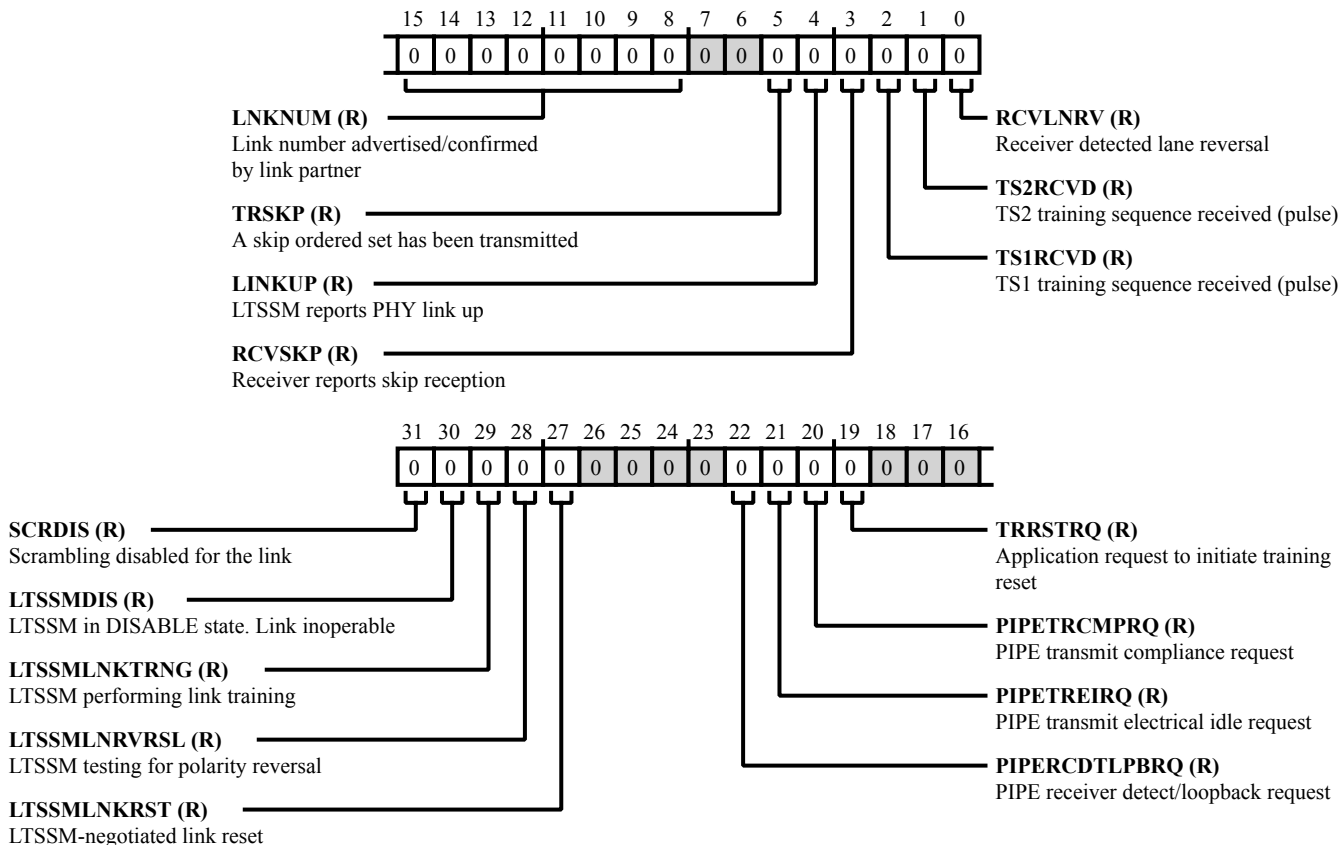 15 14 13 12 11 10 9 8 7 6 5 4 3 2 1 0
0 0 0 0 0 0 0 0 0 0 0 0 0 0 0 0
LNKNUM (R)
Link number advertised/confirmed
by link partner
TRSKP (R)
A skip ordered set has been transmitted
LINKUP (R)
LTSSM reports PHY link up
RCVSKP (R)
Receiver reports skip reception
RCVLNRV (R)
Receiver detected lane reversal
TS2RCVD (R)
TS2 training sequence received (pulse)
TS1RCVD (R)
TS1 training sequence received (pulse)
31 30 29 28 27 26 25 24 23 22 21 20 19 18 17 16
0 0 0 0 0 0 0 0 0 0 0 0 0 0 0 0
SCRDIS (R)
Scrambling disabled for the link
LTSSMDIS (R)
LTSSM in DISABLE state. Link inoperable
LTSSMLNKTRNG (R)
LTSSM performing link training
LTSSMLNRVRSL (R)
LTSSM testing for polarity reversal
LTSSMLNKRST (R)
LTSSM-negotiated link reset
TRRSTRQ (R)
Application request to initiate training
reset
PIPETRCMPRQ (R)
PIPE transmit compliance request
PIPETREIRQ (R)
PIPE transmit electrical idle request
PIPERCDTLPBRQ (R)
PIPE receiver detect/loopback request